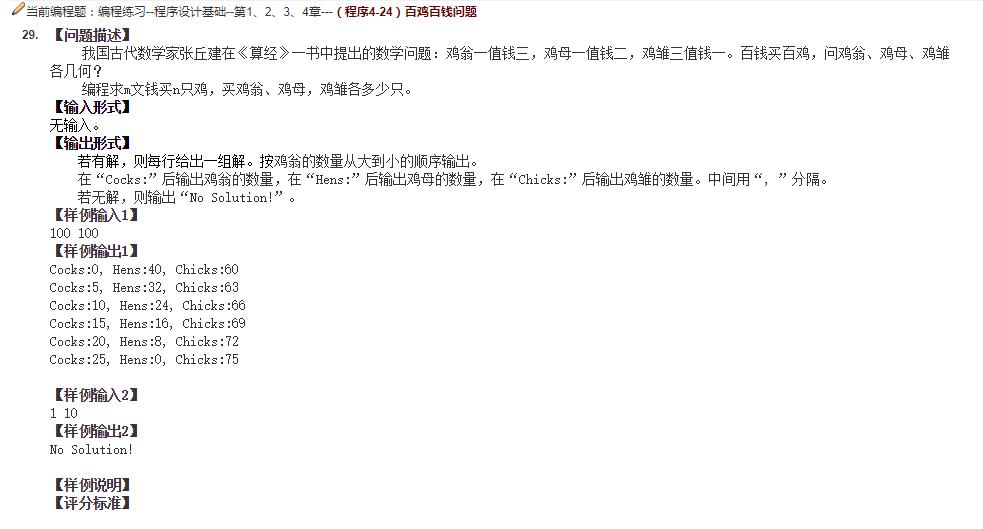 当前编程题：编程练习--程序设计基础--第1、2、3、4章---（程序4-24）百鸡百钱问题
29. 【问题描述】
我国古代数学家张丘建在《算经》一书中提出的数学问题：鸡翁一值钱三，鸡母一值钱二，鸡雏三值钱一。百钱买百鸡，问鸡翁、鸡母、鸡雏
各几何？
编程求m文钱买n只鸡，买鸡翁、鸡母，鸡雏各多少只。
【输入形式】
无输入。
【输出形式】
若有解，则每行给出一组解。按鸡翁的数量从大到小的顺序输出。
在“Cocks:”后输出鸡翁的数量，在“Hens:”后输出鸡母的数量，在“Chicks:”后输出鸡雏的数量。中间用“, ”分隔。
若无解，则输出“No Solution!”。
【样例输入1】
100 100
【样例输出1】
Cocks:0, Hens:40, Chicks:60
Cocks:5, Hens:32, Chicks:63
Cocks:10, Hens:24, Chicks:66
Cocks:15, Hens:16, Chicks:69
Cocks:20, Hens:8, Chicks:72
Cocks:25, Hens:0, Chicks:75
【样例输入2】
1 10
【样例输出2】
No Solution!
【样例说明】
【评分标准】